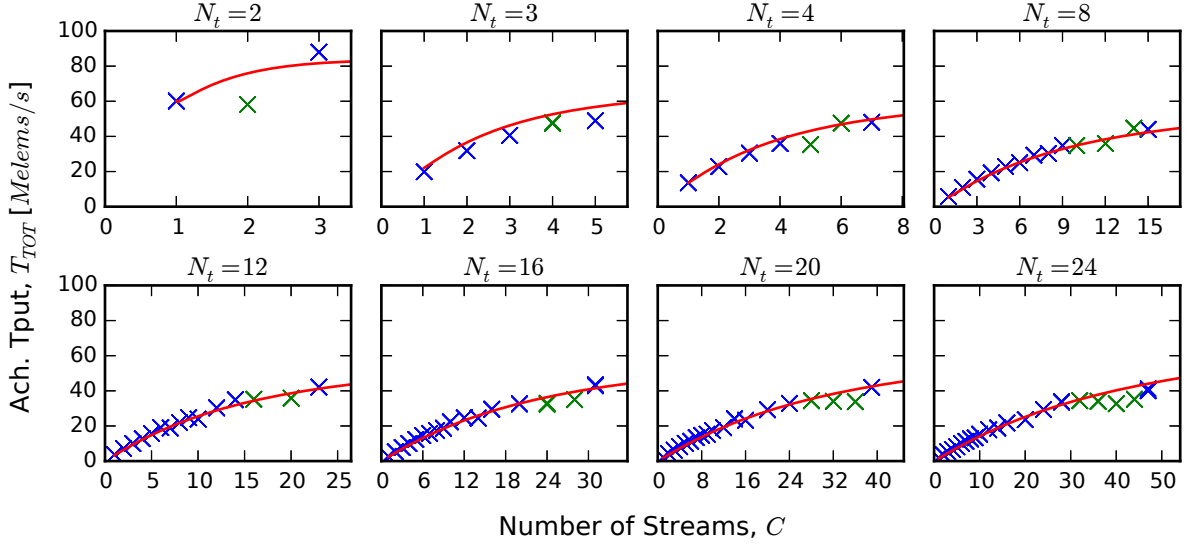 N_t = 2
N_t = 3
N_t = 4
N_t = 8
100
80
60
40
20
0
0 1 2 3
0 1 2 3 4 5
0 2 4 6 8
0 3 6 9 12 15
N_t = 12
N_t = 16
N_t = 20
N_t = 24
100
80
60
40
20
0
0 5 10 15 20 25
0 6 12 18 24 30
0 8 16 24 32 40
0 10 20 30 40 50
Ach. Tput, T_TOT [Melems/s]
Number of Streams, C